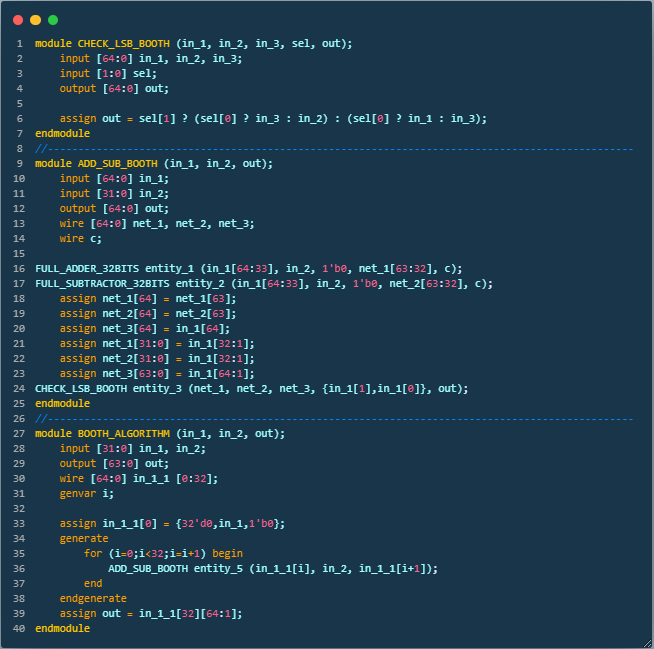 1 module CHECK_LSB_BOOTH (in_1, in_2, in_3, sel, out);
2     input [64:0] in_1, in_2, in_3;
3     input [1:0] sel;
4     output [64:0] out;
5
6     assign out = sel[1] ? (sel[0] ? in_3 : in_2) : (sel[0] ? in_1 : in_3);
7 endmodule
8 //-----------------------------------------------------------------------------------------------
9 module ADD_SUB_BOOTH (in_1, in_2, out);
10     input [64:0] in_1;
11     input [31:0] in_2;
12     output [64:0] out;
13     wire [64:0] net_1, net_2, net_3;
14     wire c;
15
16 FULL_ADDER_32BITS entity_1 (in_1[64:33], in_2, 1'b0, net_1[63:32], c);
17 FULL_SUBTRACTOR_32BITS entity_2 (in_1[64:33], in_2, 1'b0, net_2[63:32], c);
18     assign net_1[64] = net_1[63];
19     assign net_2[64] = net_2[63];
20     assign net_3[64] = in_1[64];
21     assign net_1[31:0] = in_1[32:1];
22     assign net_2[31:0] = in_1[32:1];
23     assign net_3[63:0] = in_1[64:1];
24 CHECK_LSB_BOOTH entity_3 (net_1, net_2, net_3, {in_1[1],in_1[0]}, out);
25 endmodule
26 //-----------------------------------------------------------------------------------------------
27 module BOOTH_ALGORITHM (in_1, in_2, out);
28     input [31:0] in_1, in_2;
29     output [63:0] out;
30     wire [64:0] in_1_1 [0:32];
31     genvar i;
32
33     assign in_1_1[0] = {32'd0,in_1,1'b0};
34     generate
35         for (i=0;i<32;i=i+1) begin
36             ADD_SUB_BOOTH entity_5 (in_1_1[i], in_2, in_1_1[i+1]);
37         end
38     endgenerate
39     assign out = in_1_1[32][64:1];
40 endmodule